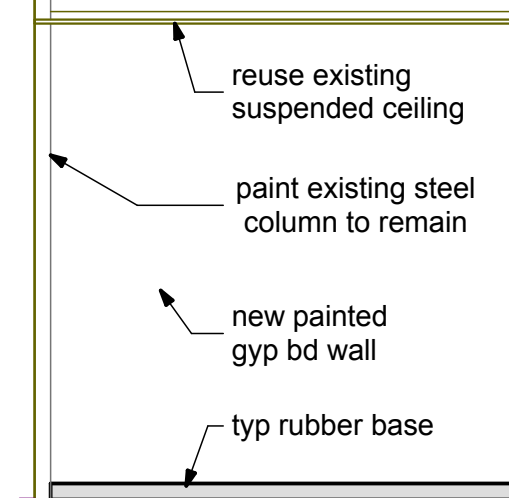 reuse existing
suspended ceiling
paint existing steel
column to remain
new painted
gyp bd wall
typ rubber base